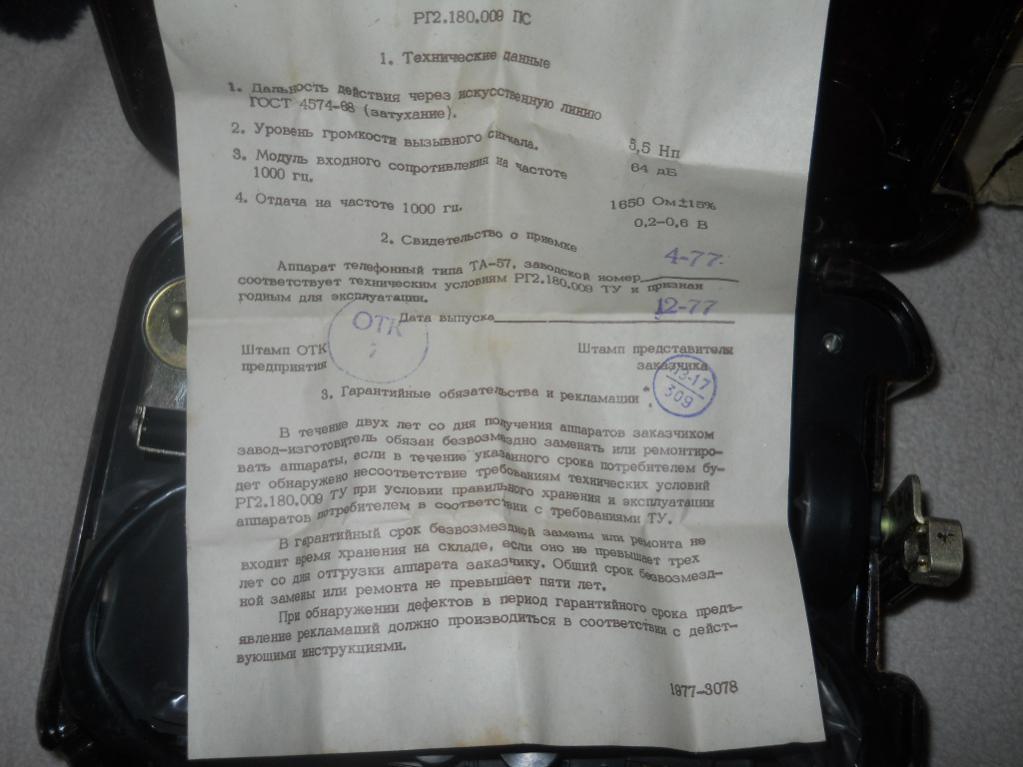 РГ2.180.009 ПС
1. Технические данные
1. Дальность действия через искусственную линию
ГОСТ 4574-68 (затухание).
5,5 Нп
2. Уровень громкости вызывного сигнала.
64 дБ
3. Модуль входного сопротивления на частоте
1000 гц.
1650 Ом ±15%
4. Отдача на частоте 1000 гц.
0,2-0,6 В
2. Свидетельство о приемке
Аппарат телефонный типа ТА-57, заводской номер 4-77
соответствует техническим условиям РГ2.180.009 ТУ и признан
годным для эксплуатации.
Дата выпуска 12-77
ОТК
Штамп ОТК
предприятия
Штамп представителя
заказчика
309
3. Гарантийные обязательства и рекламации
В течение двух лет со дня получения аппаратов заказчиком
завод-изготовитель обязан безвозмездно заменять или ремонтиро-
вать аппараты, если в течение указанного срока потребителем бу-
дет обнаружено несоответствие требованиям технических условий
РГ2.180.009 ТУ при условии правильного хранения и эксплуатации
аппаратов потребителем в соответствии с требованиями ТУ.
В гарантийный срок безвозмездной замены или ремонта не
входит время хранения на складе, если оно не превышает трех
лет со дня отгрузки аппарата заказчику. Общий срок безвозмезд-
ной замены или ремонта не превышает пяти лет.
При обнаружении дефектов в период гарантийного срока предъ-
явление рекламаций должно производиться в соответствии с дейст-
вующими инструкциями.
1977-3078